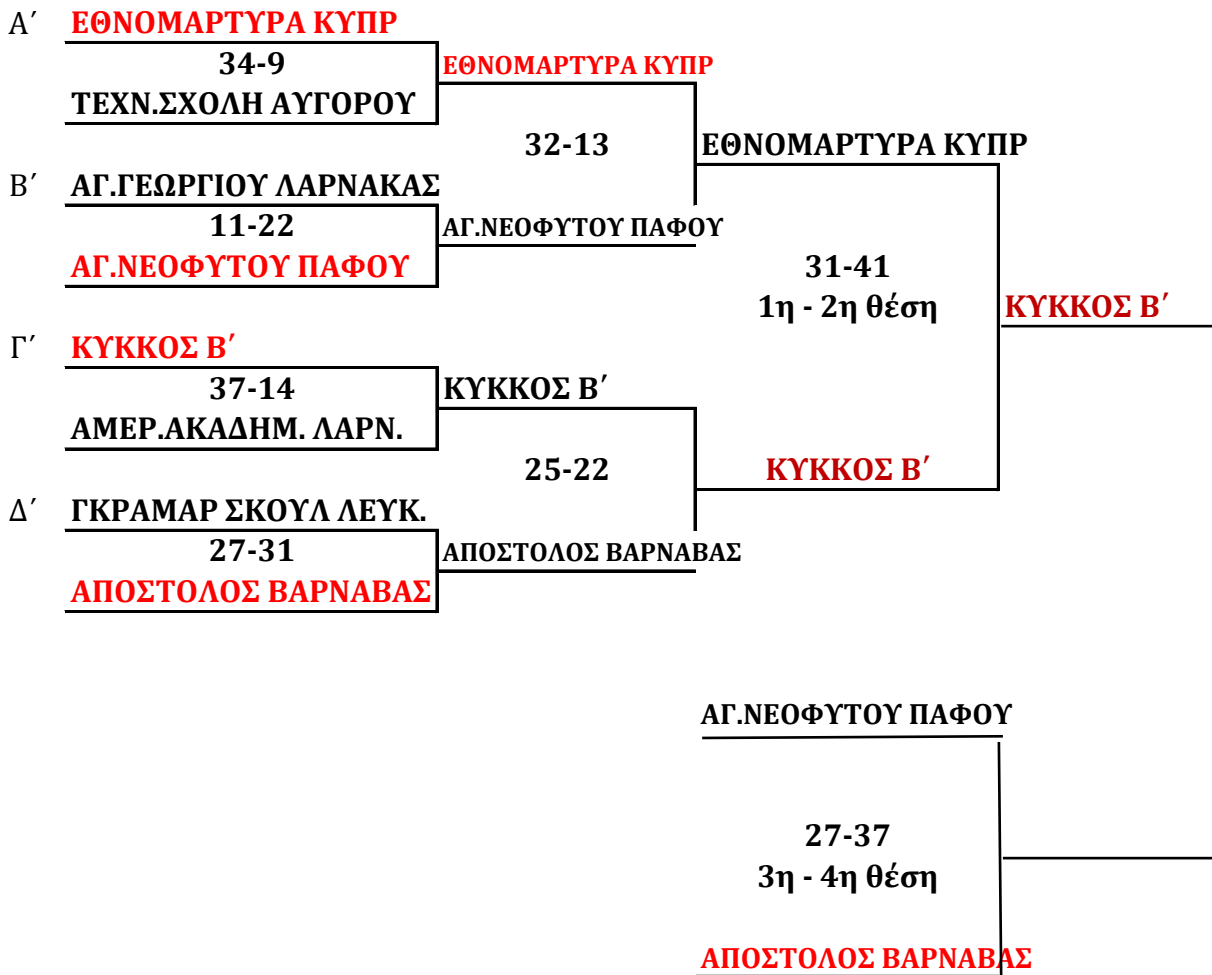 Α΄ ΕΘΝΟΜΑΡΤΥΡΑ ΚΥΠΡ
34-9
ΕΘΝΟΜΑΡΤΥΡΑ ΚΥΠΡ
ΤΕΧΝ.ΣΧΟΛΗ ΑΥΓΟΡΟΥ
32-13
ΕΘΝΟΜΑΡΤΥΡΑ ΚΥΠΡ
Β΄ ΑΓ.ΓΕΩΡΓΙΟΥ ΛΑΡΝΑΚΑΣ
11-22
ΑΓ.ΝΕΟΦΥΤΟΥ ΠΑΦΟΥ
ΑΓ.ΝΕΟΦΥΤΟΥ ΠΑΦΟΥ
31-41
1η - 2η θέση
ΚΥΚΚΟΣ Β΄
Γ΄ ΚΥΚΚΟΣ Β΄
37-14
ΚΥΚΚΟΣ Β΄
ΑΜΕΡ.ΑΚΑΔΗΜ. ΛΑΡΝ.
25-22
ΚΥΚΚΟΣ Β΄
Δ΄ ΓΚΡΑΜΑΡ ΣΚΟΥΛ ΛΕΥΚ.
27-31
ΑΠΟΣΤΟΛΟΣ ΒΑΡΝΑΒΑΣ
ΑΠΟΣΤΟΛΟΣ ΒΑΡΝΑΒΑΣ
ΑΓ.ΝΕΟΦΥΤΟΥ ΠΑΦΟΥ
27-37
3η - 4η θέση
ΑΠΟΣΤΟΛΟΣ ΒΑΡΝΑΒΑΣ